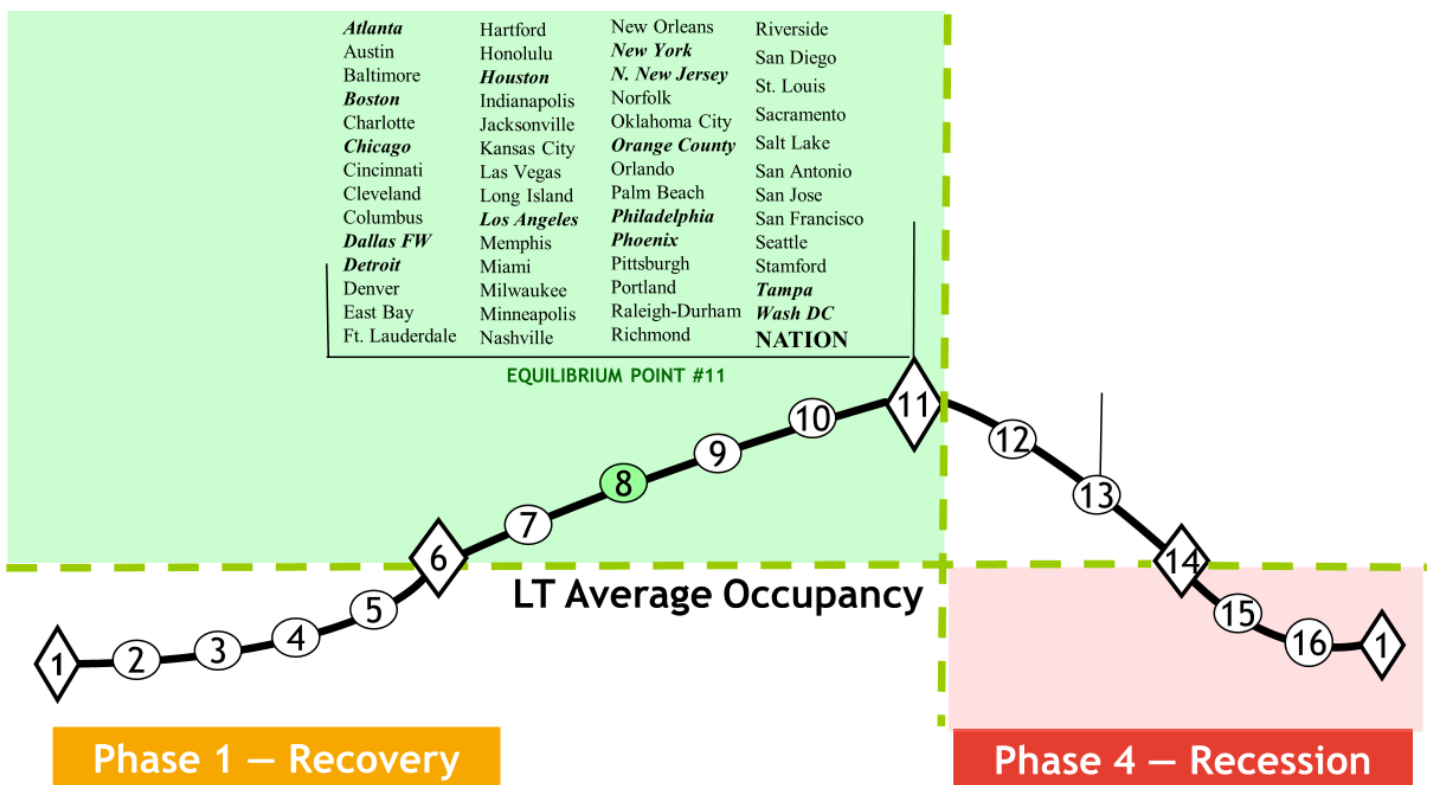 Atlanta
Austin
Baltimore
Boston
Charlotte
Chicago
Cincinnati
Cleveland
Columbus
Dallas FW
Detroit
Denver
East Bay
Ft. Lauderdale
Hartford
Honolulu
Houston
Indianapolis
Jacksonville
Kansas City
Las Vegas
Long Island
Los Angeles
Memphis
Miami
Milwaukee
Minneapolis
Nashville
New Orleans
New York
N. New Jersey
Norfolk
Oklahoma City
Orange County
Orlando
Palm Beach
Philadelphia
Phoenix
Pittsburgh
Portland
Raleigh-Durham
Richmond
Riverside
San Diego
St. Louis
Sacramento
Salt Lake
San Antonio
San Jose
San Francisco
Seattle
Stamford
Tampa
Wash DC
NATION
EQUILIBRIUM POINT #11
1
2
3
4
5
6
7
8
9
10
11
12
13
14
15
16
1
LT Average Occupancy
Phase 1 — Recovery
Phase 4 — Recession